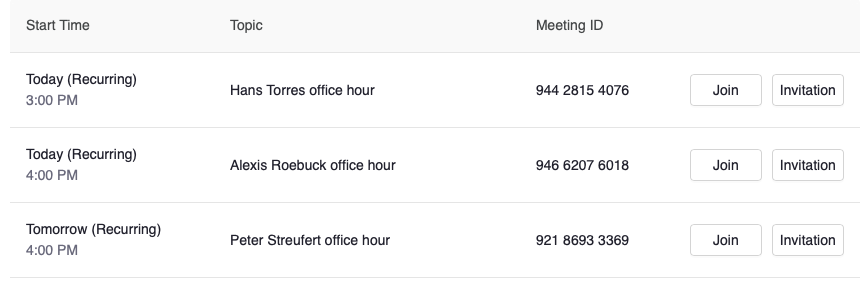 Start Time Topic Meeting ID
Today (Recurring)
3:00 PM
Hans Torres office hour 944 2815 4076 Join Invitation
Today (Recurring)
4:00 PM
Alexis Roebuck office hour 946 6207 6018 Join Invitation
Tomorrow (Recurring)
4:00 PM
Peter Streufert office hour 921 8693 3369 Join Invitation